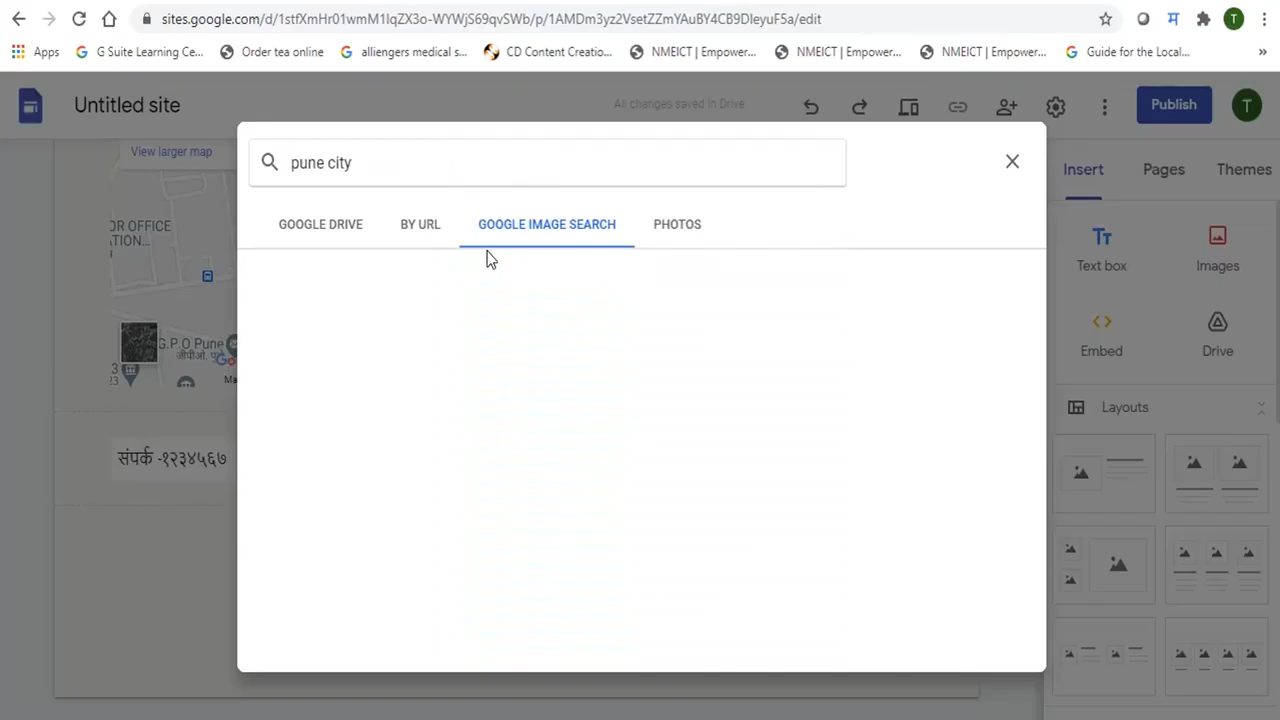 sites.google.com/d/1stfXmHr01wmM1lqZX3o-WYWjS69qvSWb/p/1AMDm3yz2VsetZZmYAuBY4CB9DleyuF5a/edit
T
Apps
G Suite Learning Ce...
Order tea online
alliengers medical s...
CD Content Creatio...
NMEICT | Empower...
NMEICT | Empower...
NMEICT | Empower...
Guide for the Local...
»
Untitled site
All changes saved in Drive
Publish
T
View larger map
pune city
Insert
Pages
Themes
GOOGLE DRIVE
BY URL
GOOGLE IMAGE SEARCH
PHOTOS
OR OFFICE
TION...
Text box
Images
G.P.O Pune
जीपीओ. पु
Embed
Drive
Layouts
संपर्क -१२३४५६७